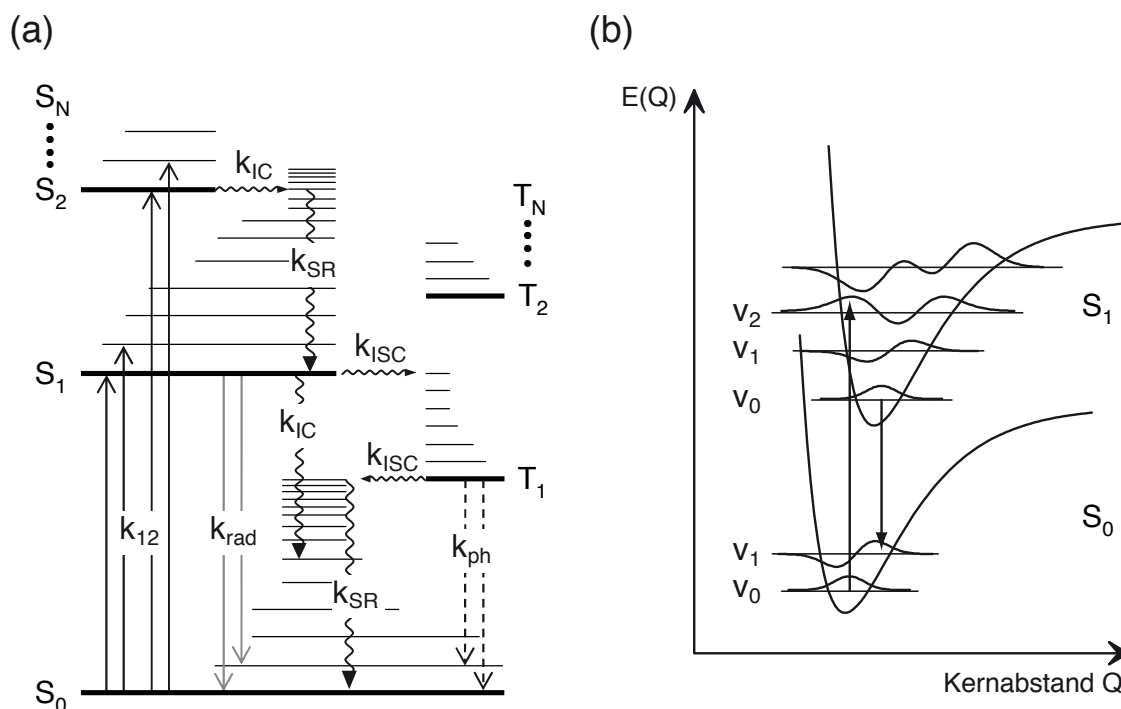 (a)
S_N
S_2
k_IC
k_SR
T_N
T_2
S_1
k_ISC
k_IC
k_ISC
T_1
k_12
k_rad
k_ph
k_SR
S_0
(b)
E(Q)
v_2
S_1
v_1
v_0
S_0
v_1
v_0
Kernabstand Q